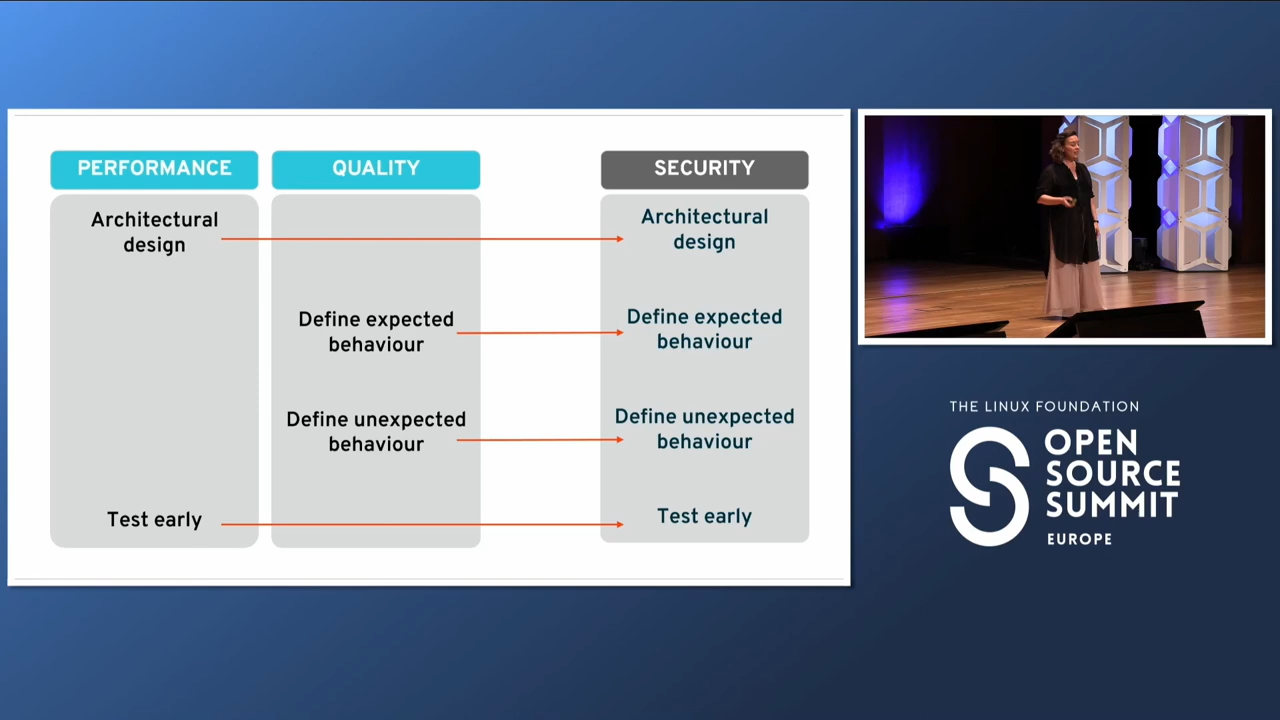 PERFORMANCE
QUALITY
SECURITY
Architectural
design
Architectural
design
Define expected
behaviour
Define expected
behaviour
Define unexpected
behaviour
Define unexpected
behaviour
Test early
Test early
THE LINUX FOUNDATION
OPEN
SOURCE
SUMMIT
EUROPE